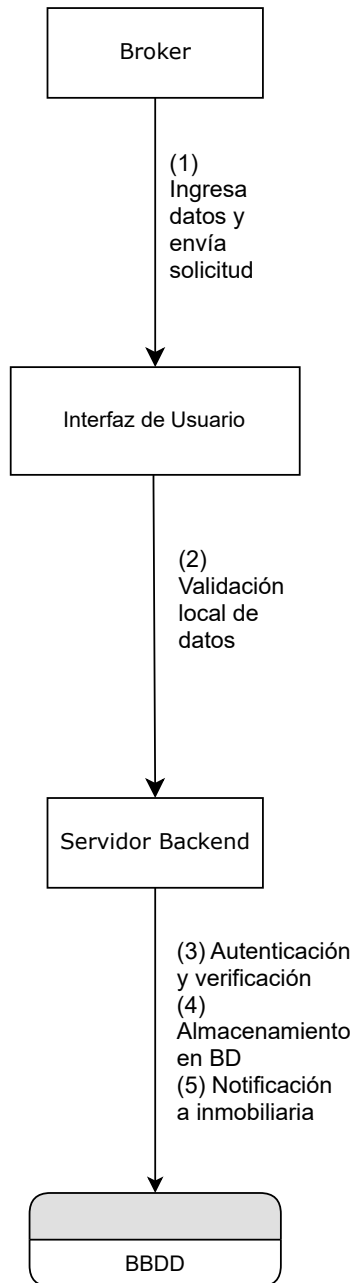 Broker
(1)
Ingresa
datos y
envía
solicitud
Interfaz de Usuario
(2)
Validación
local de
datos
Servidor Backend
(3) Autenticación
y verificación
(4)
Almacenamiento
en BD
(5) Notificación
a inmobiliaria
BBDD